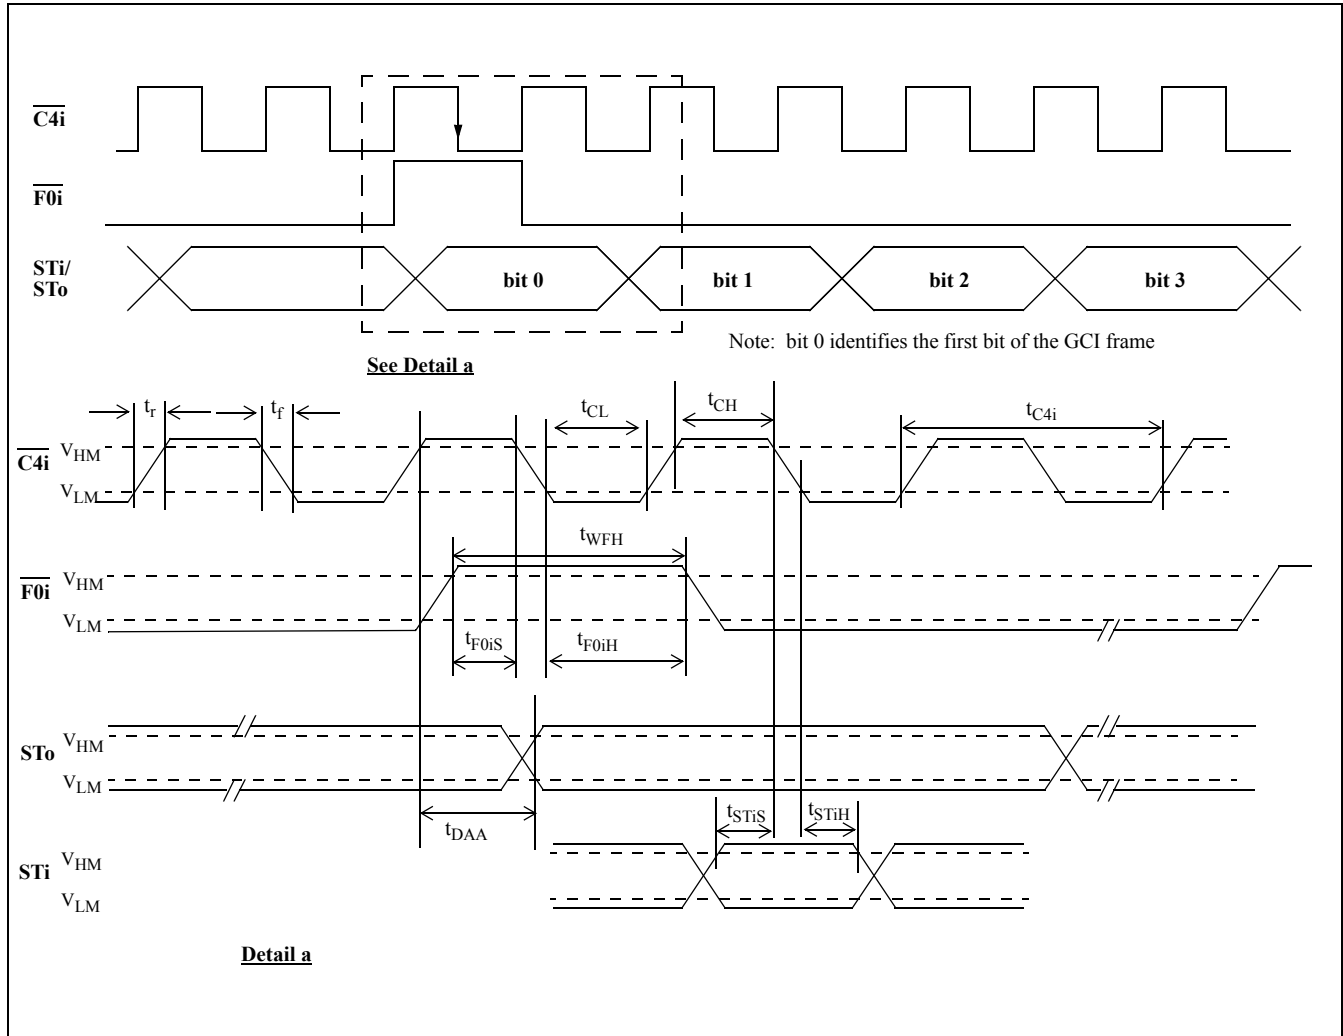 C4i
F0i
STi/
STo
bit 0
bit 1
bit 2
bit 3
Note: bit 0 identifies the first bit of the GCI frame
See Detail a
tr
tf
tCL
tCH
tC4i
C4i
VHM
VLM
tWFH
F0i
VHM
VLM
tF0iS
tF0iH
STo
VHM
VLM
tDAA
tSTiS
tSTiH
STi
VHM
VLM
Detail a